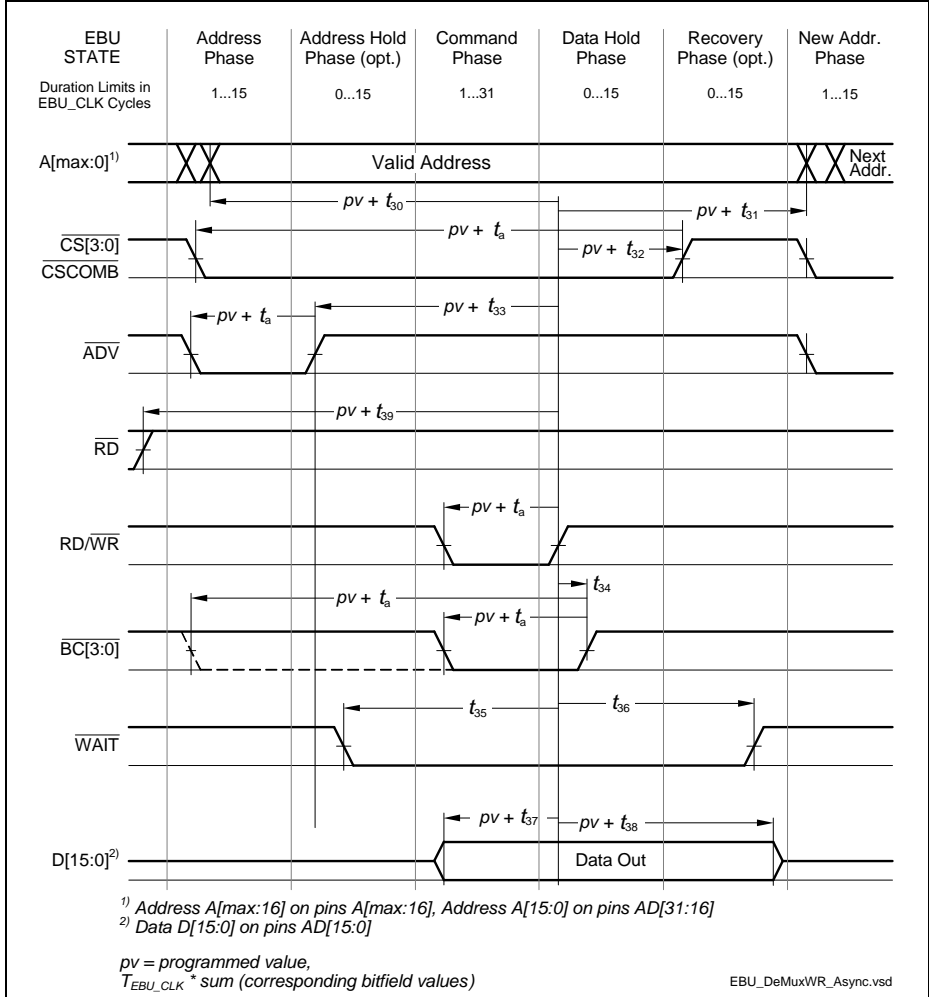 EBU
STATE
Address
Phase
Address Hold
Phase (opt.)
Command
Phase
Data Hold
Phase
Recovery
Phase (opt.)
New Addr.
Phase
Duration Limits in
EBU_CLK Cycles
1...15
0...15
1...31
0...15
0...15
1...15
A[max:0]1)
Valid Address
Next
Addr.
pv + t30
pv + t31
pv + ta
CS[3:0]
CSCOMB
pv + t32
pv + ta
pv + t33
ADV
pv + t39
RD
pv + ta
RD/WR
t34
pv + ta
pv + ta
BC[3:0]
t35
t36
WAIT
pv + t37
pv + t38
D[15:0]2)
Data Out
1) Address A[max:16] on pins A[max:16], Address A[15:0] on pins AD[31:16]
2) Data D[15:0] on pins AD[15:0]
pv = programmed value,
TEBU_CLK * sum (corresponding bitfield values)
EBU_DeMuxWR_Async.vsd